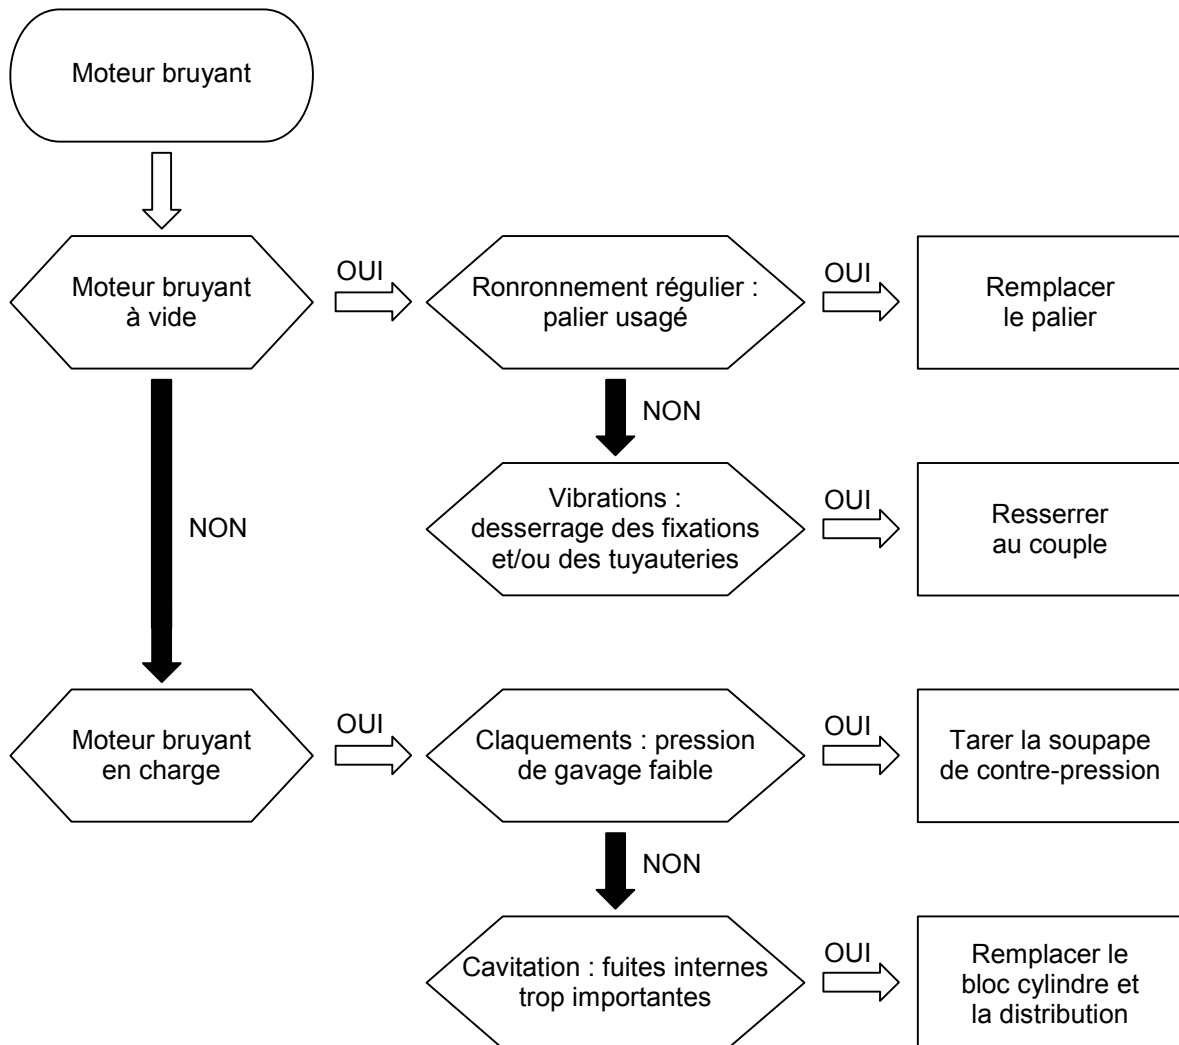 Moteur bruyant
Moteur bruyant
à vide
OUI
Ronronnement régulier :
palier usagé
OUI
Remplacer
le palier
NON
NON
Vibrations :
desserrage des fixations
et/ou des tuyauteries
OUI
Resserrer
au couple
Moteur bruyant
en charge
OUI
Claquements : pression
de gavage faible
OUI
Tarer la soupape
de contre-pression
NON
Cavitation : fuites internes
trop importantes
OUI
Remplacer le
bloc cylindre et
la distribution